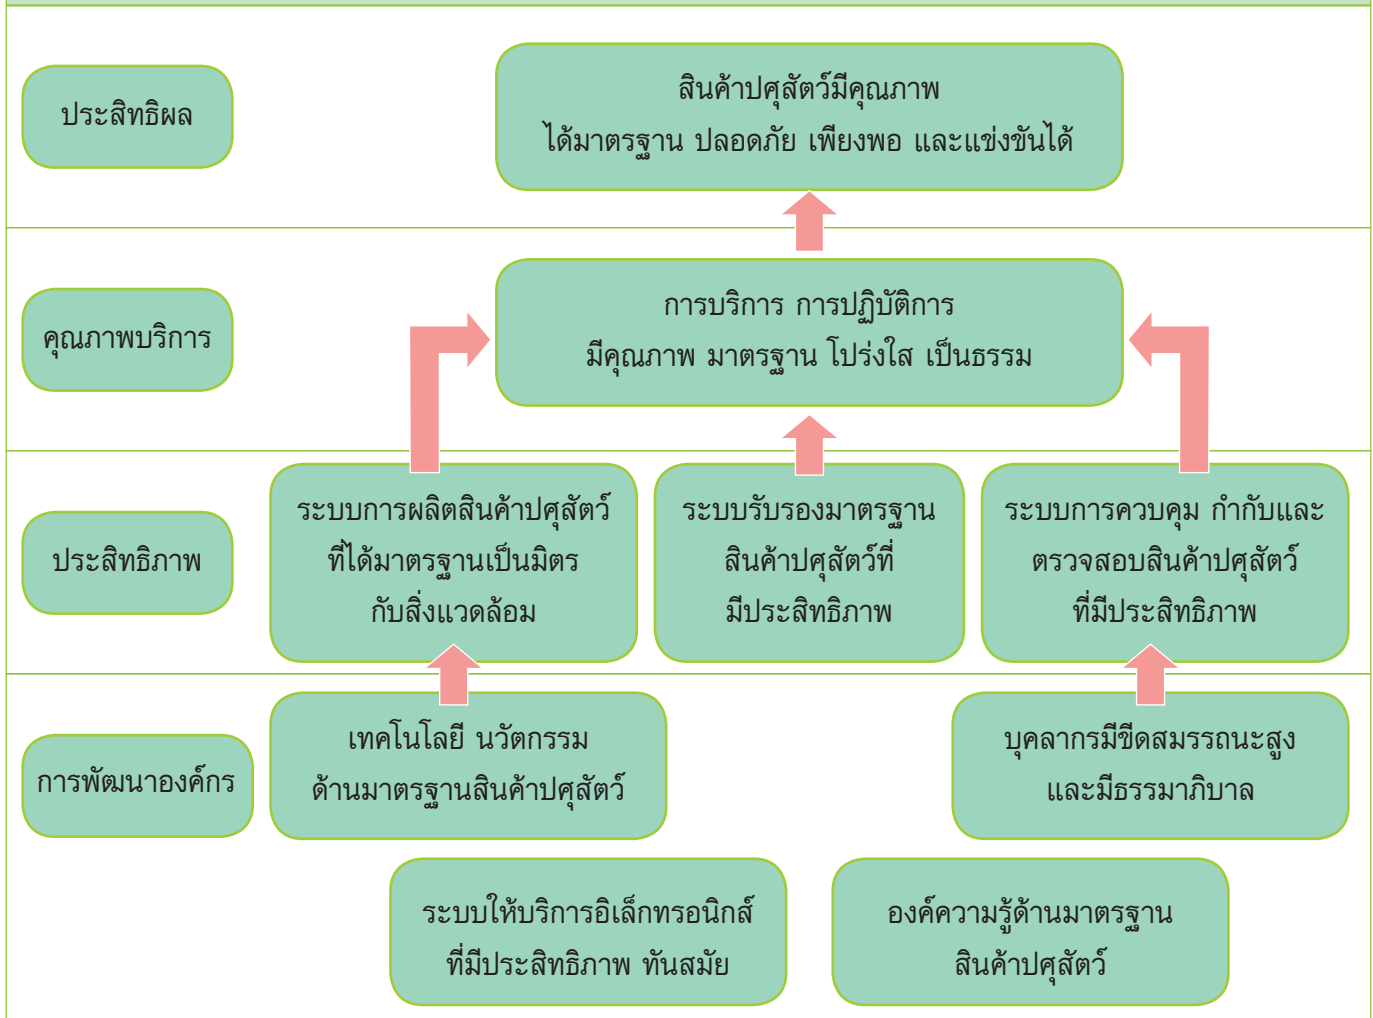 ประสิทธิผล
สินค้าปศุสัตว์มีคุณภาพ
ได้มาตรฐาน ปลอดภัย เพียงพอ และแข่งขันได้
คุณภาพบริการ
การบริการ การปฏิบัติการ
มีคุณภาพ มาตรฐาน โปร่งใส เป็นธรรม
ประสิทธิภาพ
ระบบการผลิตสินค้าปศุสัตว์
ที่ได้มาตรฐานเป็นมิตร
กับสิ่งแวดล้อม
ระบบรับรองมาตรฐาน
สินค้าปศุสัตว์ที่
มีประสิทธิภาพ
ระบบการควบคุม กำกับและ
ตรวจสอบสินค้าปศุสัตว์
ที่มีประสิทธิภาพ
การพัฒนาองค์กร
เทคโนโลยี นวัตกรรม
ด้านมาตรฐานสินค้าปศุสัตว์
บุคลากรมีขีดสมรรถนะสูง
และมีธรรมาภิบาล
ระบบให้บริการอิเล็กทรอนิกส์
ที่มีประสิทธิภาพ ทันสมัย
องค์ความรู้ด้านมาตรฐาน
สินค้าปศุสัตว์